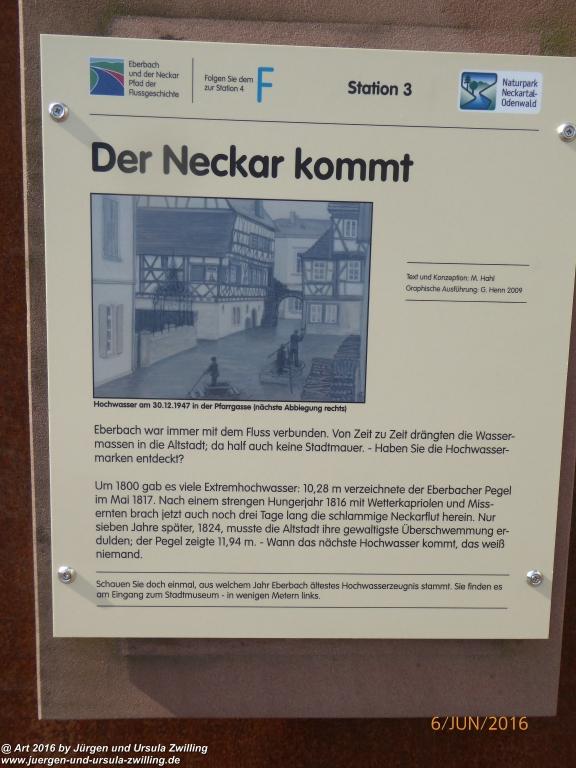 Eberbach
und der Neckar
Pfad der
Flussgeschichte
Folgen Sie dem
zur Station 4
F
Station 3
Naturpark
Neckartal-
Odenwald
Der Neckar kommt
Text und Konzeption: M. Hahl
Graphische Ausführung: G. Henn 2009
Hochwasser am 30.12.1947 in der Pfarrgasse (nächste Abbiegung rechts)
Eberbach war immer mit dem Fluss verbunden. Von Zeit zu Zeit drängten die Wasser-
massen in die Altstadt; da half auch keine Stadtmauer. - Haben Sie die Hochwasser-
marken entdeckt?
Um 1800 gab es viele Extremhochwasser: 10,28 m verzeichnete der Eberbacher Pegel
im Mai 1817. Nach einem strengen Hungerjahr 1816 mit Wetterkapriolen und Miss-
ernten brach jetzt auch noch drei Tage lang die schlammige Neckarflut herein. Nur
sieben Jahre später, 1824, musste die Altstadt ihre gewaltigste Überschwemmung er-
dulden; der Pegel zeigte 11,94 m. - Wann das nächste Hochwasser kommt, das weiß
niemand.
Schauen Sie doch einmal, aus welchem Jahr Eberbach ältestes Hochwasserzeugnis stammt. Sie finden es
am Eingang zum Stadtmuseum - in wenigen Metern links.
6/JUN/2016
@ Art 2016 by Jürgen und Ursula Zwilling
www.juergen-und-ursula-zwilling.de